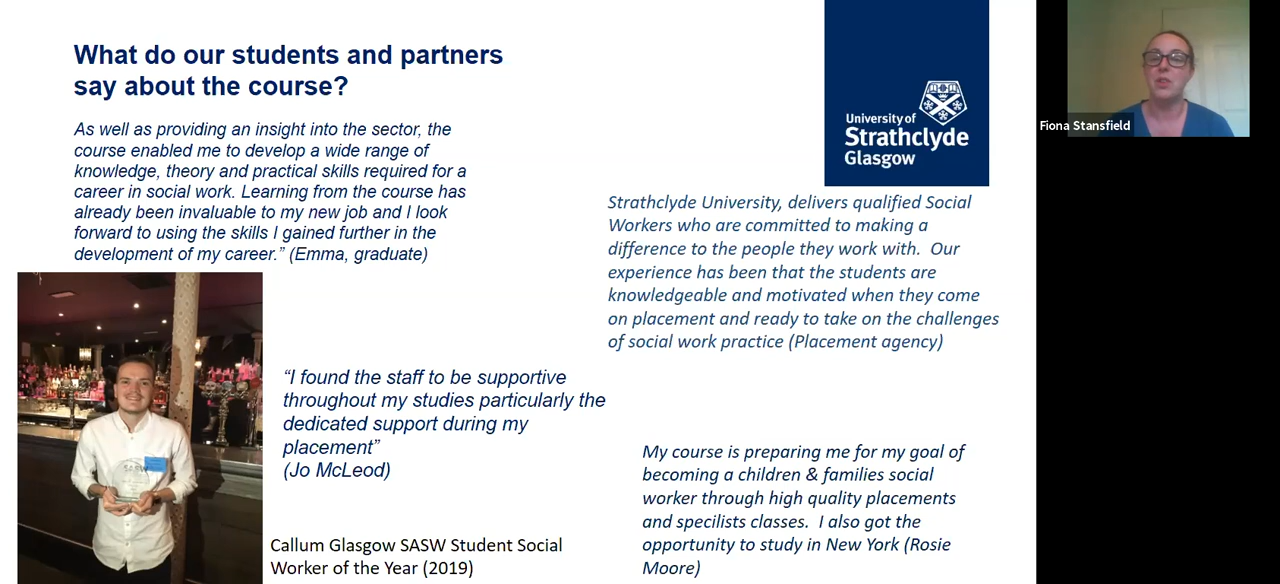 What do our students and partners
say about the course?
As well as providing an insight into the sector, the
course enabled me to develop a wide range of
knowledge, theory and practical skills required for a
career in social work. Learning from the course has
already been invaluable to my new job and I look
forward to using the skills I gained further in the
development of my career.” (Emma, graduate)
University of
Strathclyde
Glasgow
Fiona Stansfield
Strathclyde University, delivers qualified Social
Workers who are committed to making a
difference to the people they work with.  Our
experience has been that the students are
knowledgeable and motivated when they come
on placement and ready to take on the challenges
of social work practice (Placement agency)
“I found the staff to be supportive
throughout my studies particularly the
dedicated support during my
placement”
(Jo McLeod)
SASW
Callum Glasgow SASW Student Social
Worker of the Year (2019)
My course is preparing me for my goal of
becoming a children & families social
worker through high quality placements
and specilists classes.  I also got the
opportunity to study in New York (Rosie
Moore)